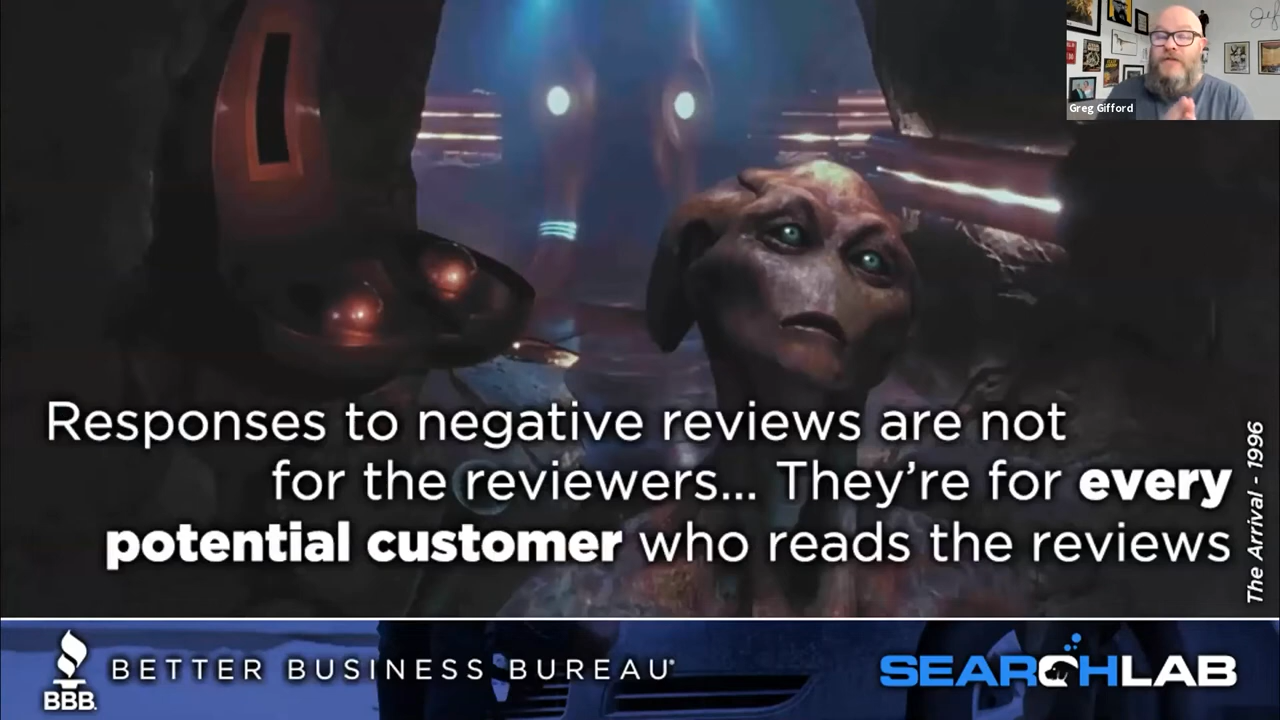 Greg Gifford
Responses to negative reviews are not
for the reviewers... They’re for every
potential customer who reads the reviews
The Arrival - 1996
BBB.
BETTER BUSINESS BUREAU®
SEARCHLAB